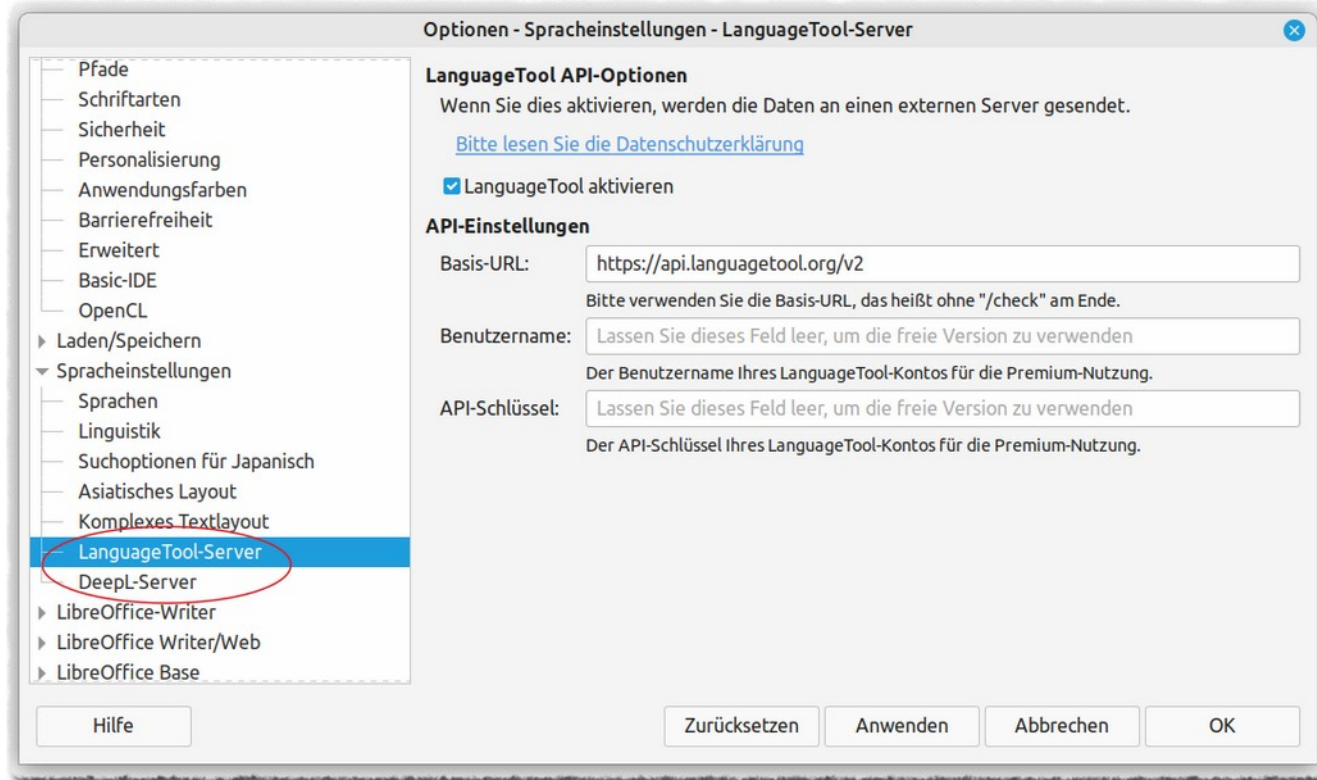 Optionen - Spracheinstellungen - LanguageTool-Server
Pfade
Schriftarten
Sicherheit
Personalisierung
Anwendungsfarben
Barrierefreiheit
Erweitert
Basic-IDE
OpenCL
Laden/Speichern
Spracheinstellungen
Sprachen
Linguistik
Suchoptionen für Japanisch
Asiatisches Layout
Komplexes Textlayout
LanguageTool-Server
DeepL-Server
LibreOffice-Writer
LibreOffice Writer/Web
LibreOffice Base
LanguageTool API-Optionen
Wenn Sie dies aktivieren, werden die Daten an einen externen Server gesendet.
Bitte lesen Sie die Datenschutzerklärung
LanguageTool aktivieren
API-Einstellungen
Basis-URL: https://api.languagetool.org/v2
Bitte verwenden Sie die Basis-URL, das heißt ohne "/check" am Ende.
Benutzername: Lassen Sie dieses Feld leer, um die freie Version zu verwenden
Der Benutzername Ihres LanguageTool-Kontos für die Premium-Nutzung.
API-Schlüssel: Lassen Sie dieses Feld leer, um die freie Version zu verwenden
Der API-Schlüssel Ihres LanguageTool-Kontos für die Premium-Nutzung.
Hilfe Zurücksetzen Anwenden Abbrechen OK